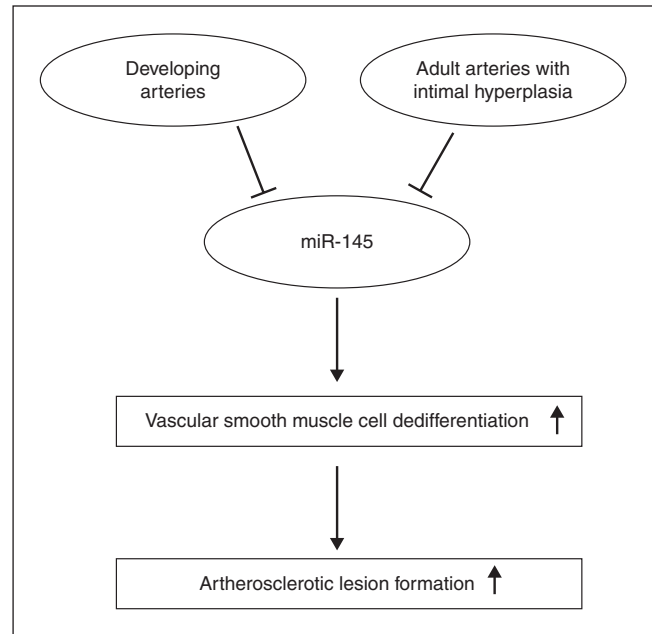 Developing
arteries
Adult arteries with
intimal hyperplasia
miR-145
Vascular smooth muscle cell dedifferentiation
Artherosclerotic lesion formation